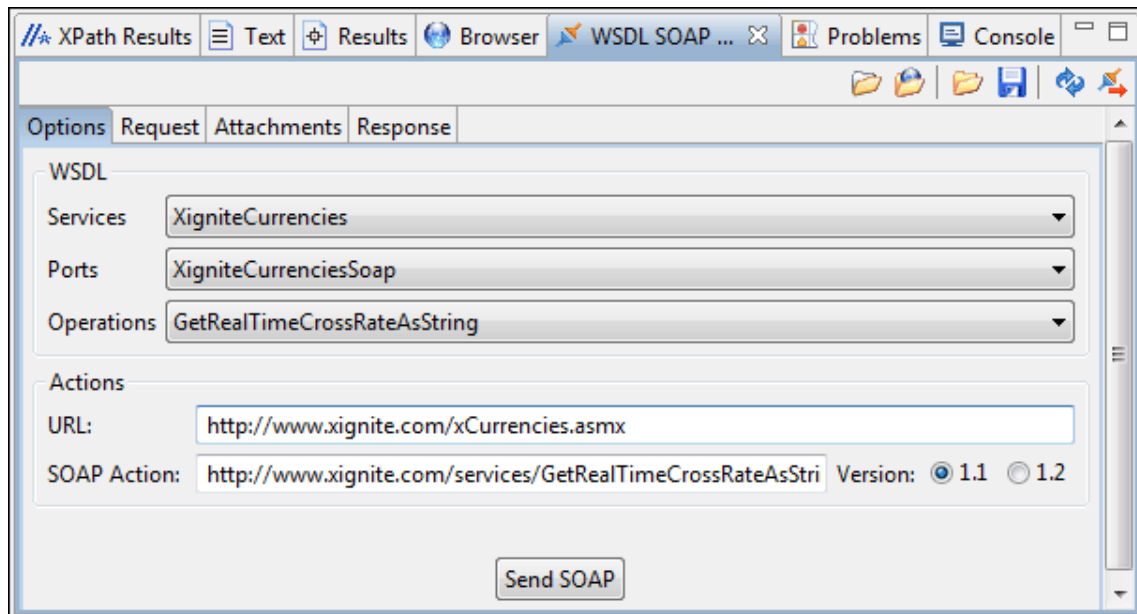 XPath Results Text Results Browser WSDL SOAP ... Problems Console
Options Request Attachments Response
WSDL
Services XigniteCurrencies
Ports XigniteCurrenciesSoap
Operations GetRealTimeCrossRateAsString
Actions
URL: http://www.xignite.com/xCurrencies.asmx
SOAP Action: http://www.xignite.com/services/GetRealTimeCrossRateAsStri Version: 1.1 1.2
Send SOAP